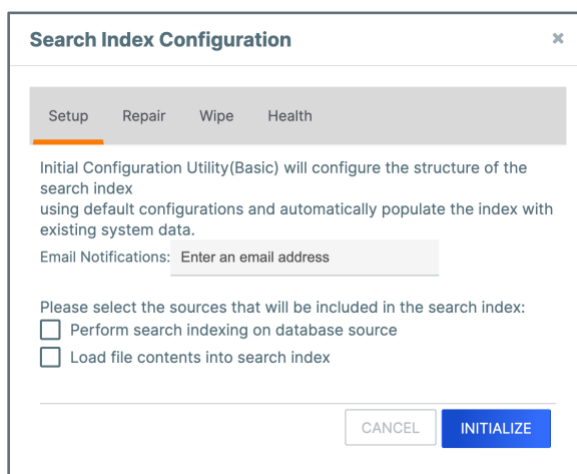 Search Index Configuration ×
Setup Repair Wipe Health
Initial Configuration Utility(Basic) will configure the structure of the
search index
using default configurations and automatically populate the index with
existing system data.
Email Notifications: Enter an email address
Please select the sources that will be included in the search index:
Perform search indexing on database source
Load file contents into search index
CANCEL INITIALIZE